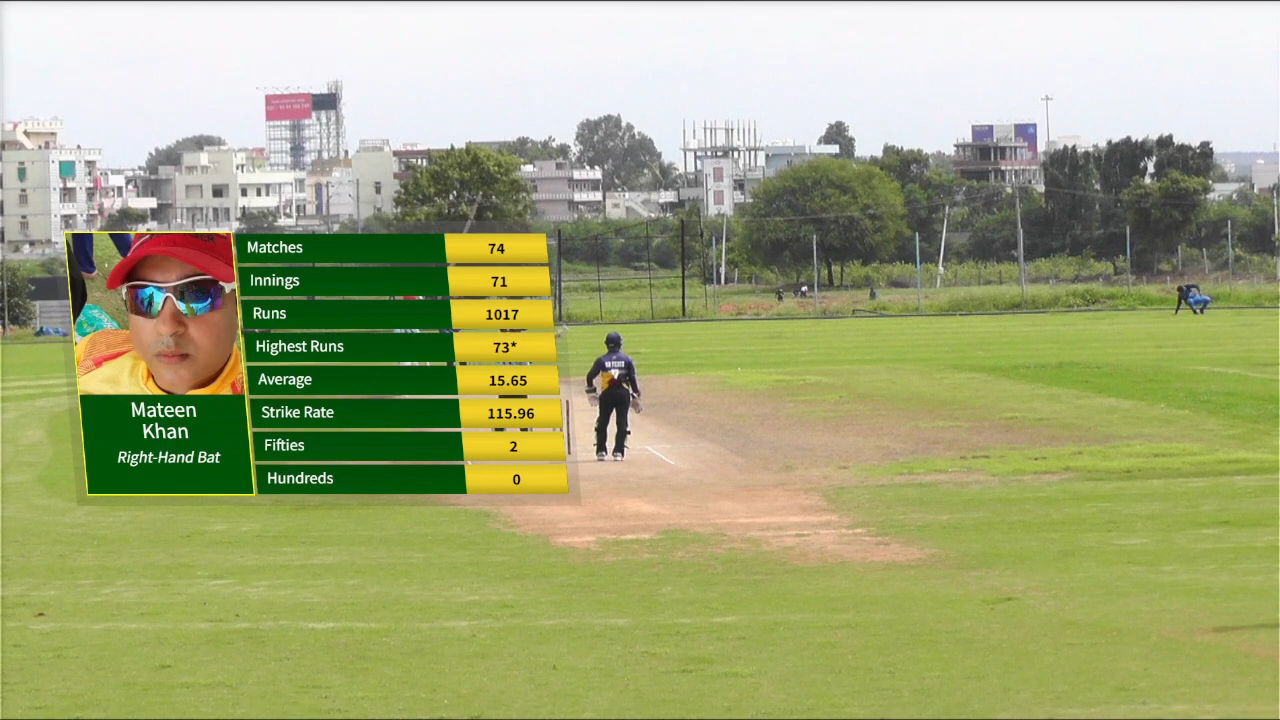 Mateen
Khan
Right-Hand Bat
Matches 74
Innings 71
Runs 1017
Highest Runs 73*
Average 15.65
Strike Rate 115.96
Fifties 2
Hundreds 0